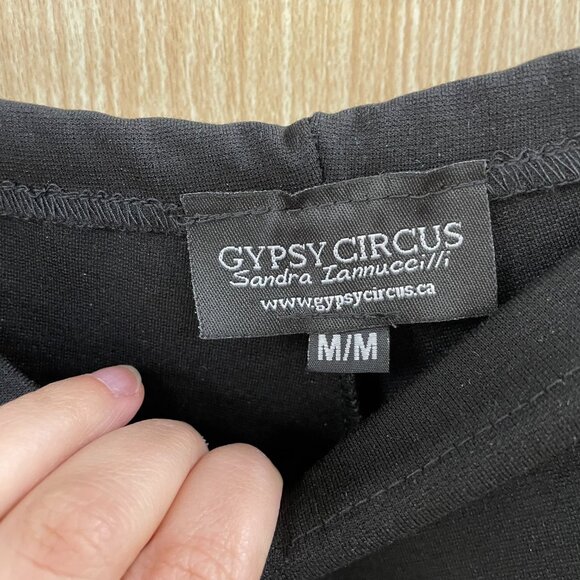 GYPSY CIRCUS
Sandra Iannuccilli
www.gypsycircus.ca
M/M